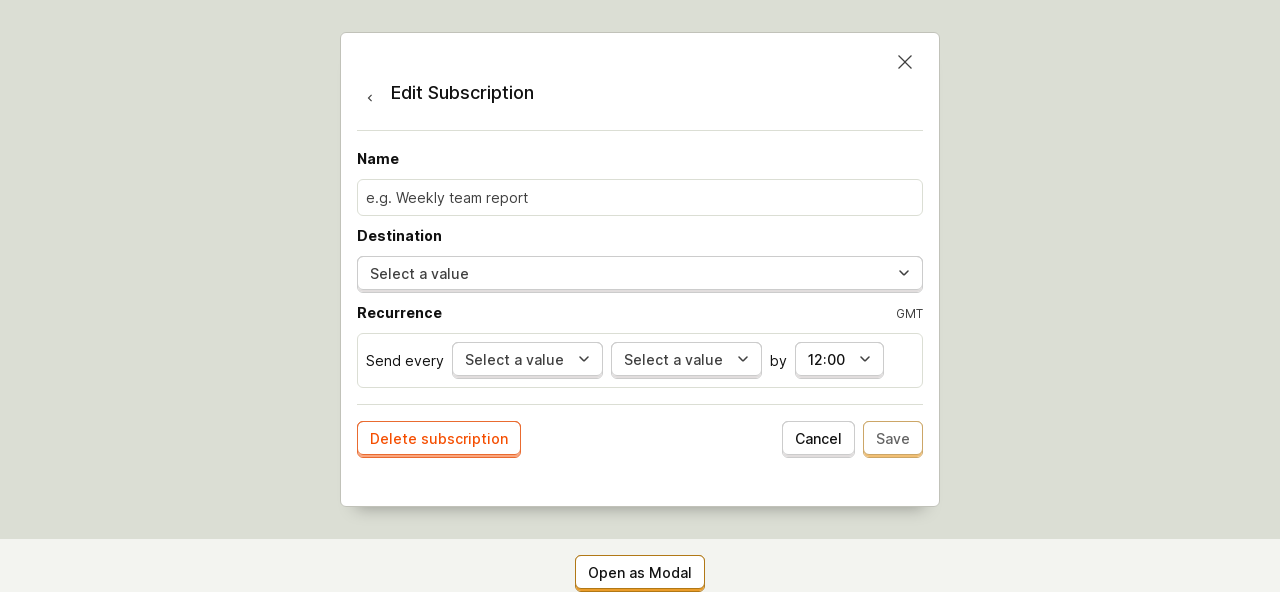 Edit Subscription
Name
e.g. Weekly team report
Destination
Select a value
Recurrence GMT
Send every Select a value Select a value by 12:00
Delete subscription Cancel Save
Open as Modal